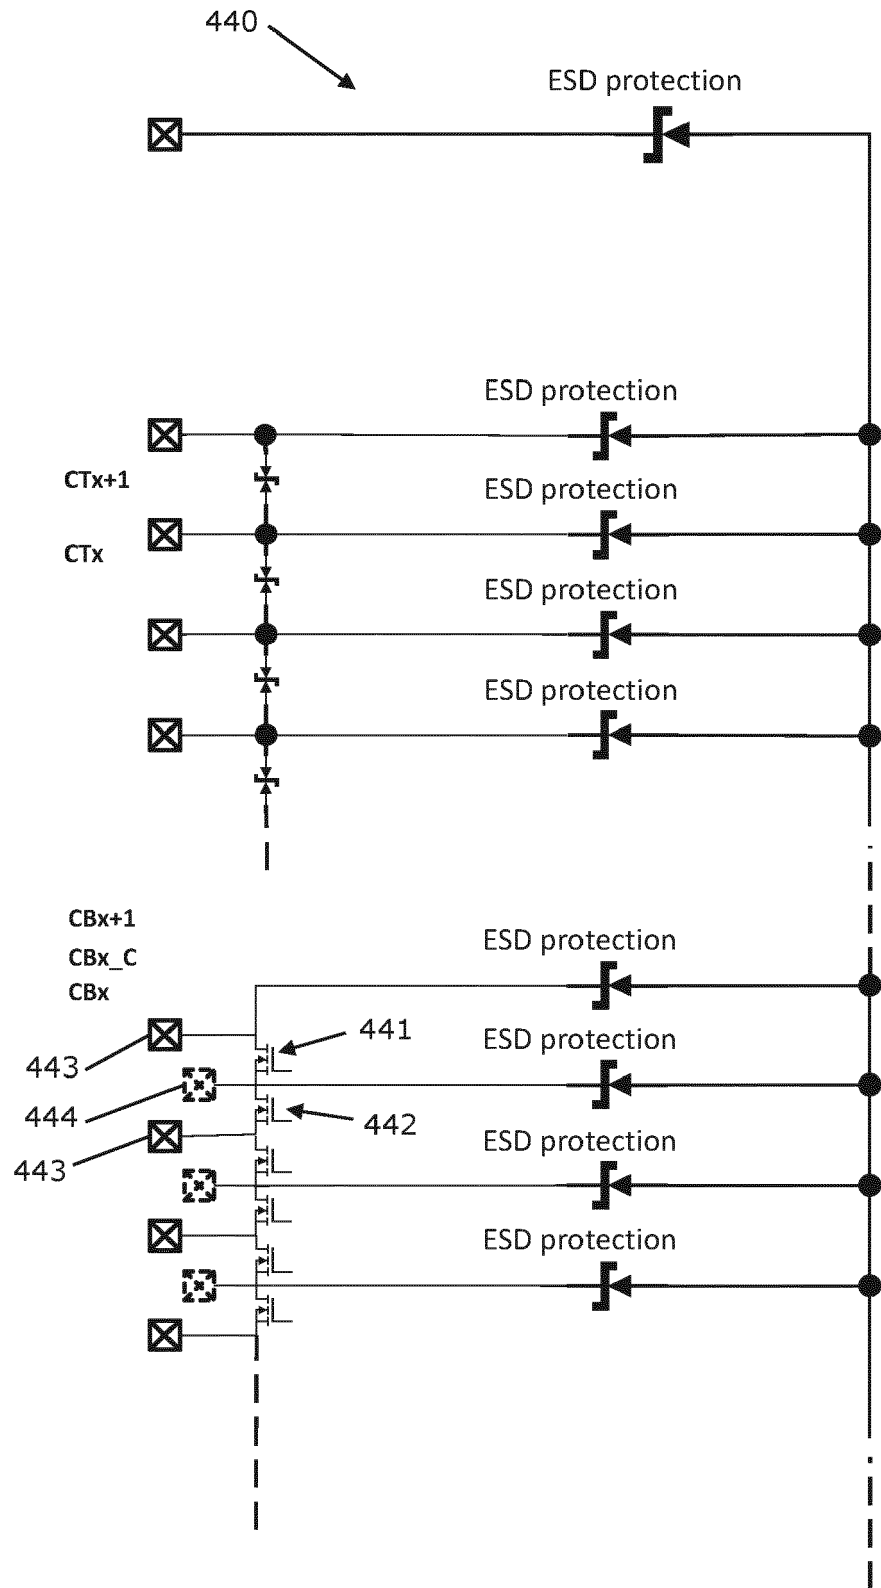 440
ESD protection
ESD protection
CTx+1
ESD protection
CTx
ESD protection
ESD protection
CBx+1
ESD protection
CBx_C
CBx
441
ESD protection
443
444
442
ESD protection
443
ESD protection